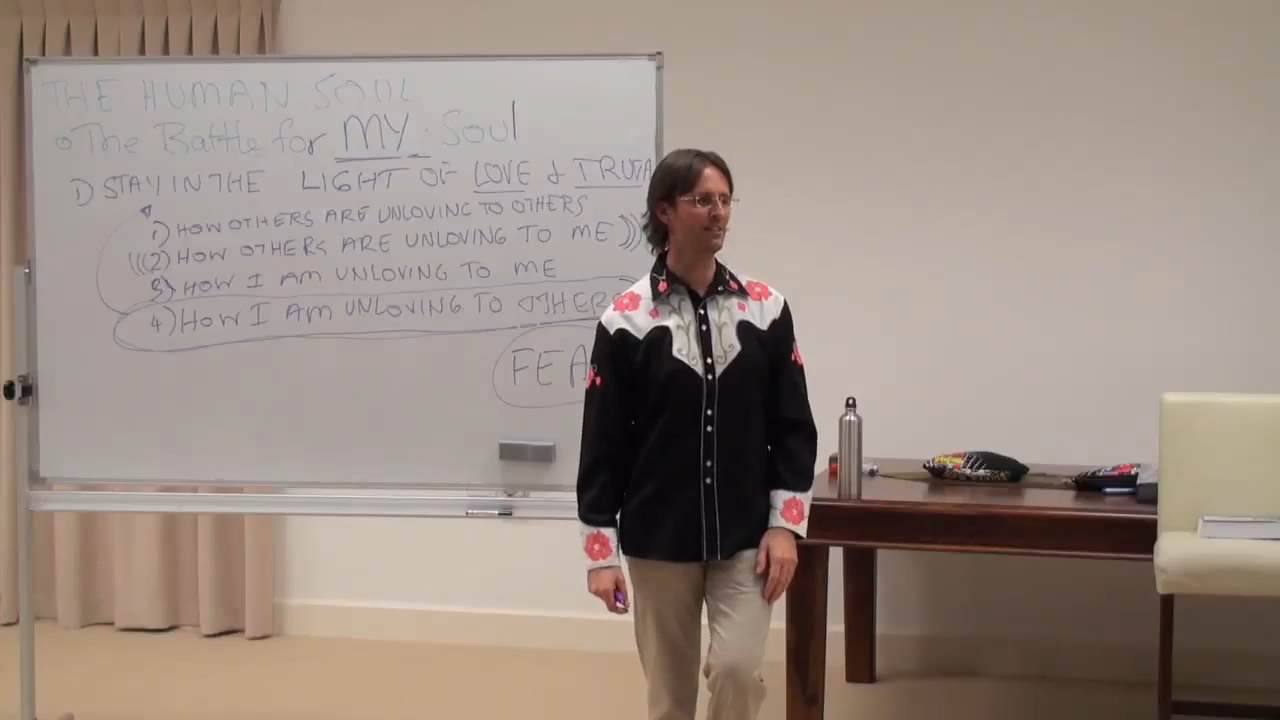 THE HUMAN SOUL
The Battle for MY Soul
1) STAY IN THE LIGHT OF LOVE & TRUTH
1) HOW OTHERS ARE UNLOVING TO OTHERS
(((2) HOW OTHERS ARE UNLOVING TO ME)))
3) HOW I AM UNLOVING TO ME
4) HOW I AM UNLOVING TO OTHERS
FEA